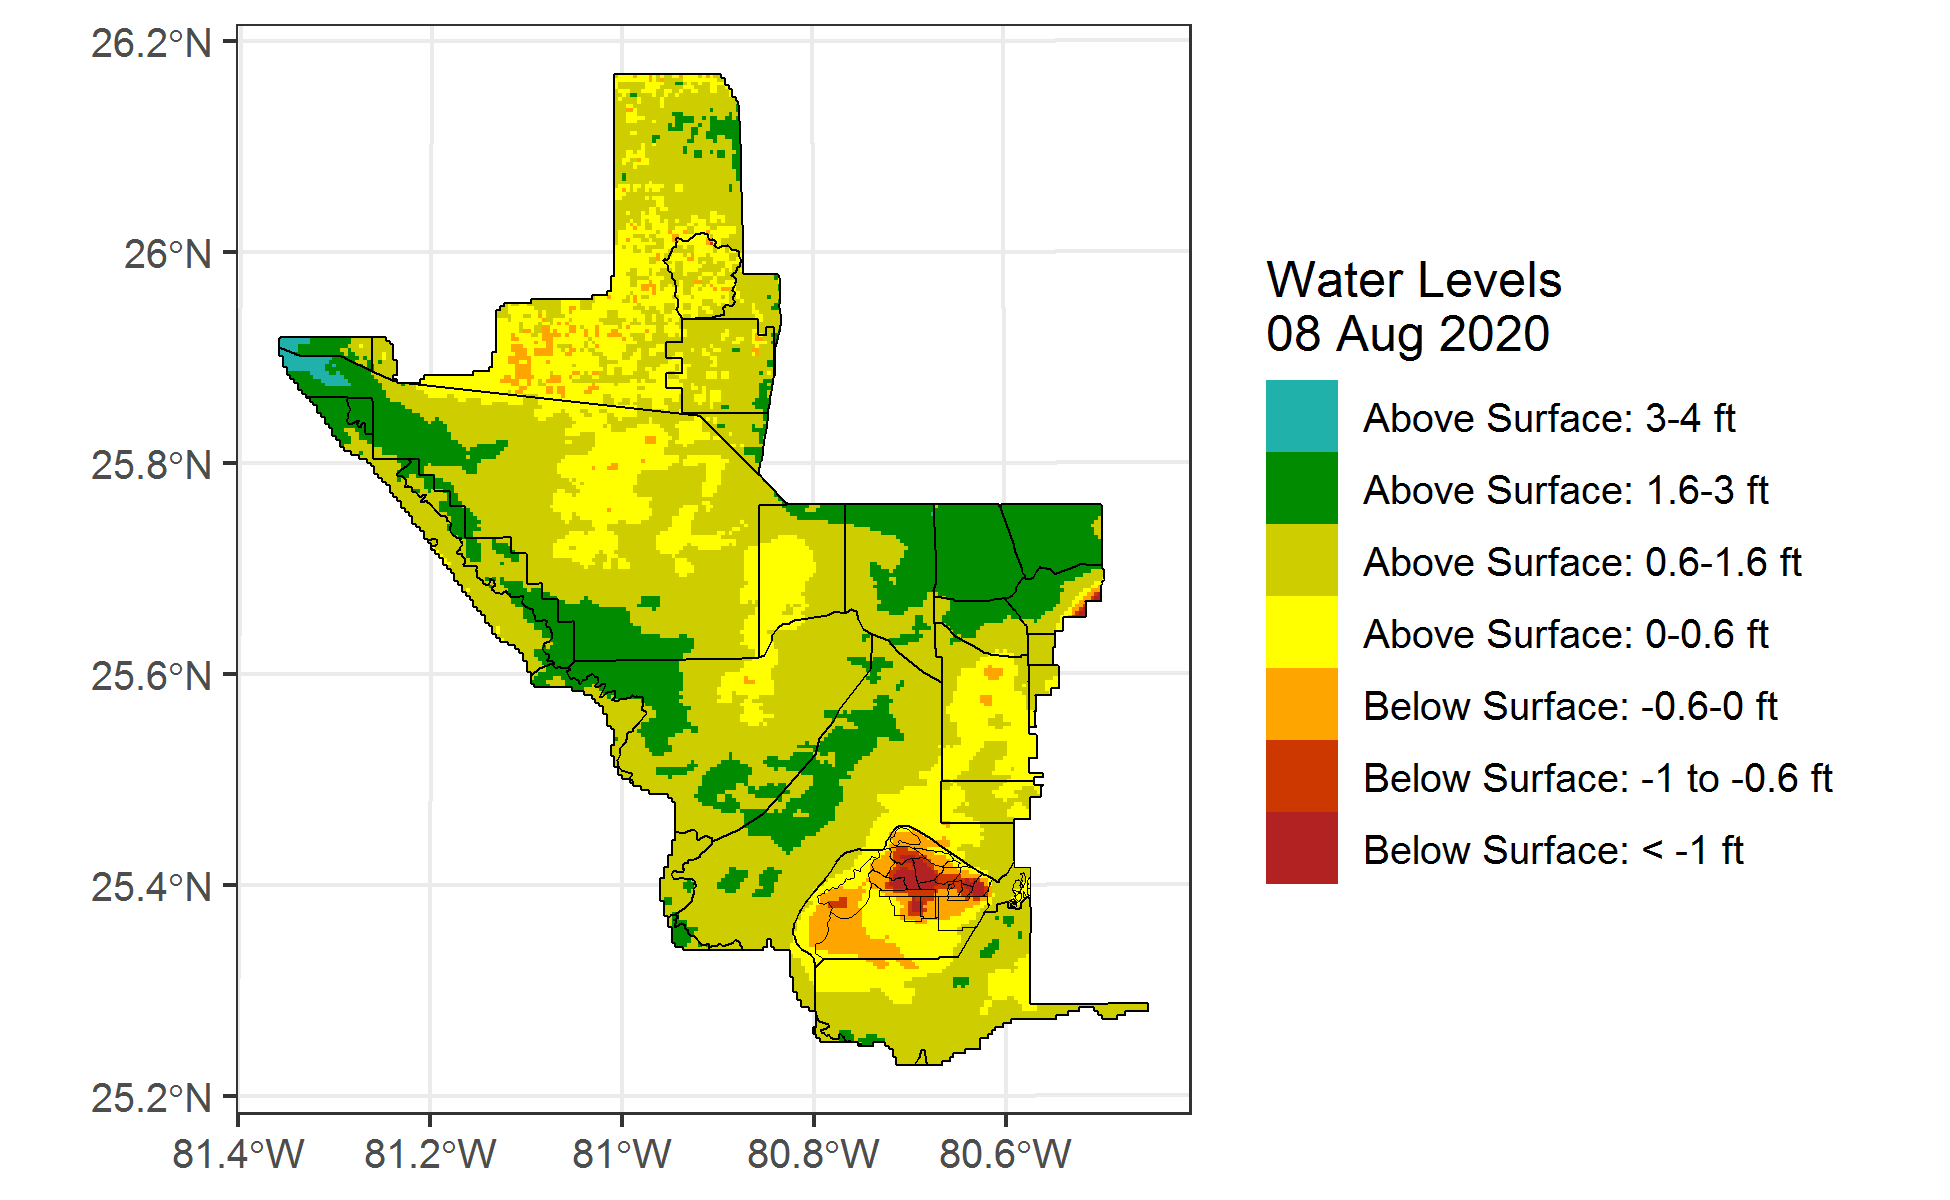 26.2°N
26°N
25.8°N
25.6°N
25.4°N
25.2°N
81.4°W
81.2°W
81°W
80.8°W
80.6°W
Water Levels
08 Aug 2020
Above Surface: 3-4 ft
Above Surface: 1.6-3 ft
Above Surface: 0.6-1.6 ft
Above Surface: 0-0.6 ft
Below Surface: -0.6-0 ft
Below Surface: -1 to -0.6 ft
Below Surface: < -1 ft